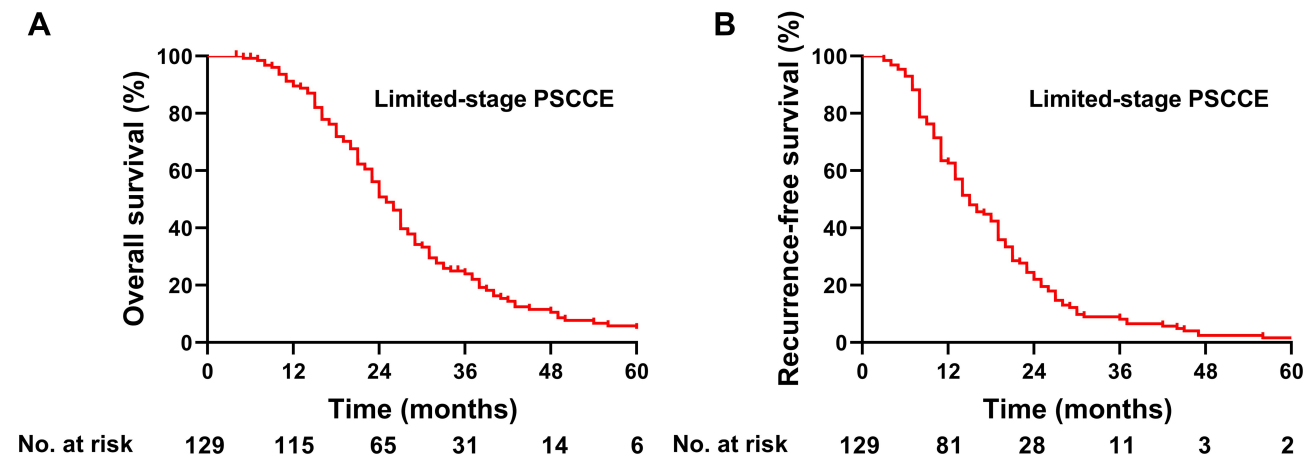 A
Overall survival (%)
100
80
60
40
20
0
Limited-stage PSCCE
0 12 24 36 48 60
Time (months)
No. at risk 129 115 65 31 14 6
B
Recurrence-free survival (%)
100
80
60
40
20
0
Limited-stage PSCCE
0 12 24 36 48 60
Time (months)
No. at risk 129 81 28 11 3 2